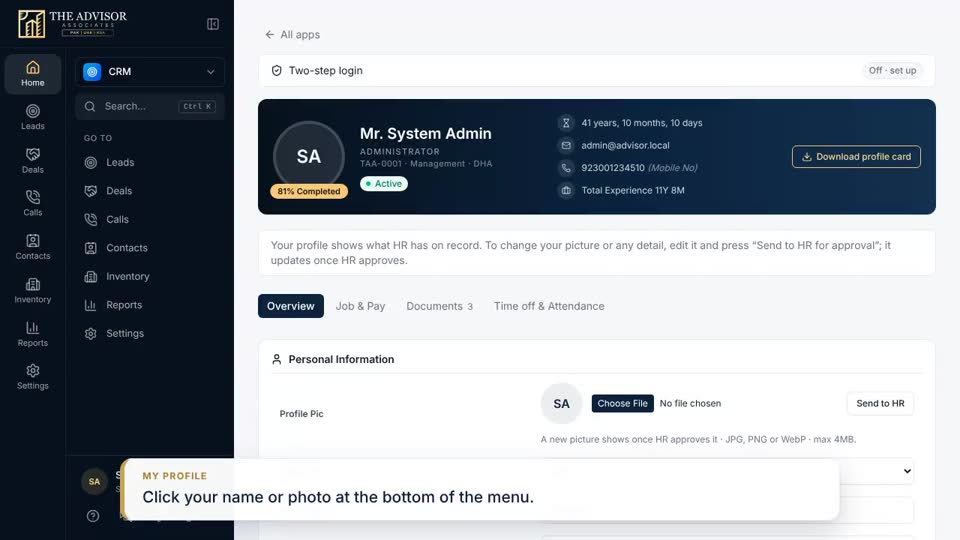 THE ADVISOR
ASSOCIATES
PAK | UAE | KSA
Home
Leads
Deals
Calls
Contacts
Inventory
Reports
Settings
CRM
Search...
Ctrl K
GO TO
Leads
Deals
Calls
Contacts
Inventory
Reports
Settings
SA
All apps
Two-step login
Off · set up
SA
81% Completed
Mr. System Admin
ADMINISTRATOR
TAA-0001 · Management · DHA
Active
41 years, 10 months, 10 days
admin@advisor.local
923001234510 (Mobile No)
Total Experience 11Y 8M
Download profile card
Your profile shows what HR has on record. To change your picture or any detail, edit it and press “Send to HR for approval”; it
updates once HR approves.
Overview
Job & Pay
Documents 3
Time off & Attendance
Personal Information
Profile Pic
SA
Choose File
No file chosen
Send to HR
A new picture shows once HR approves it · JPG, PNG or WebP · max 4MB.
MY PROFILE
Click your name or photo at the bottom of the menu.